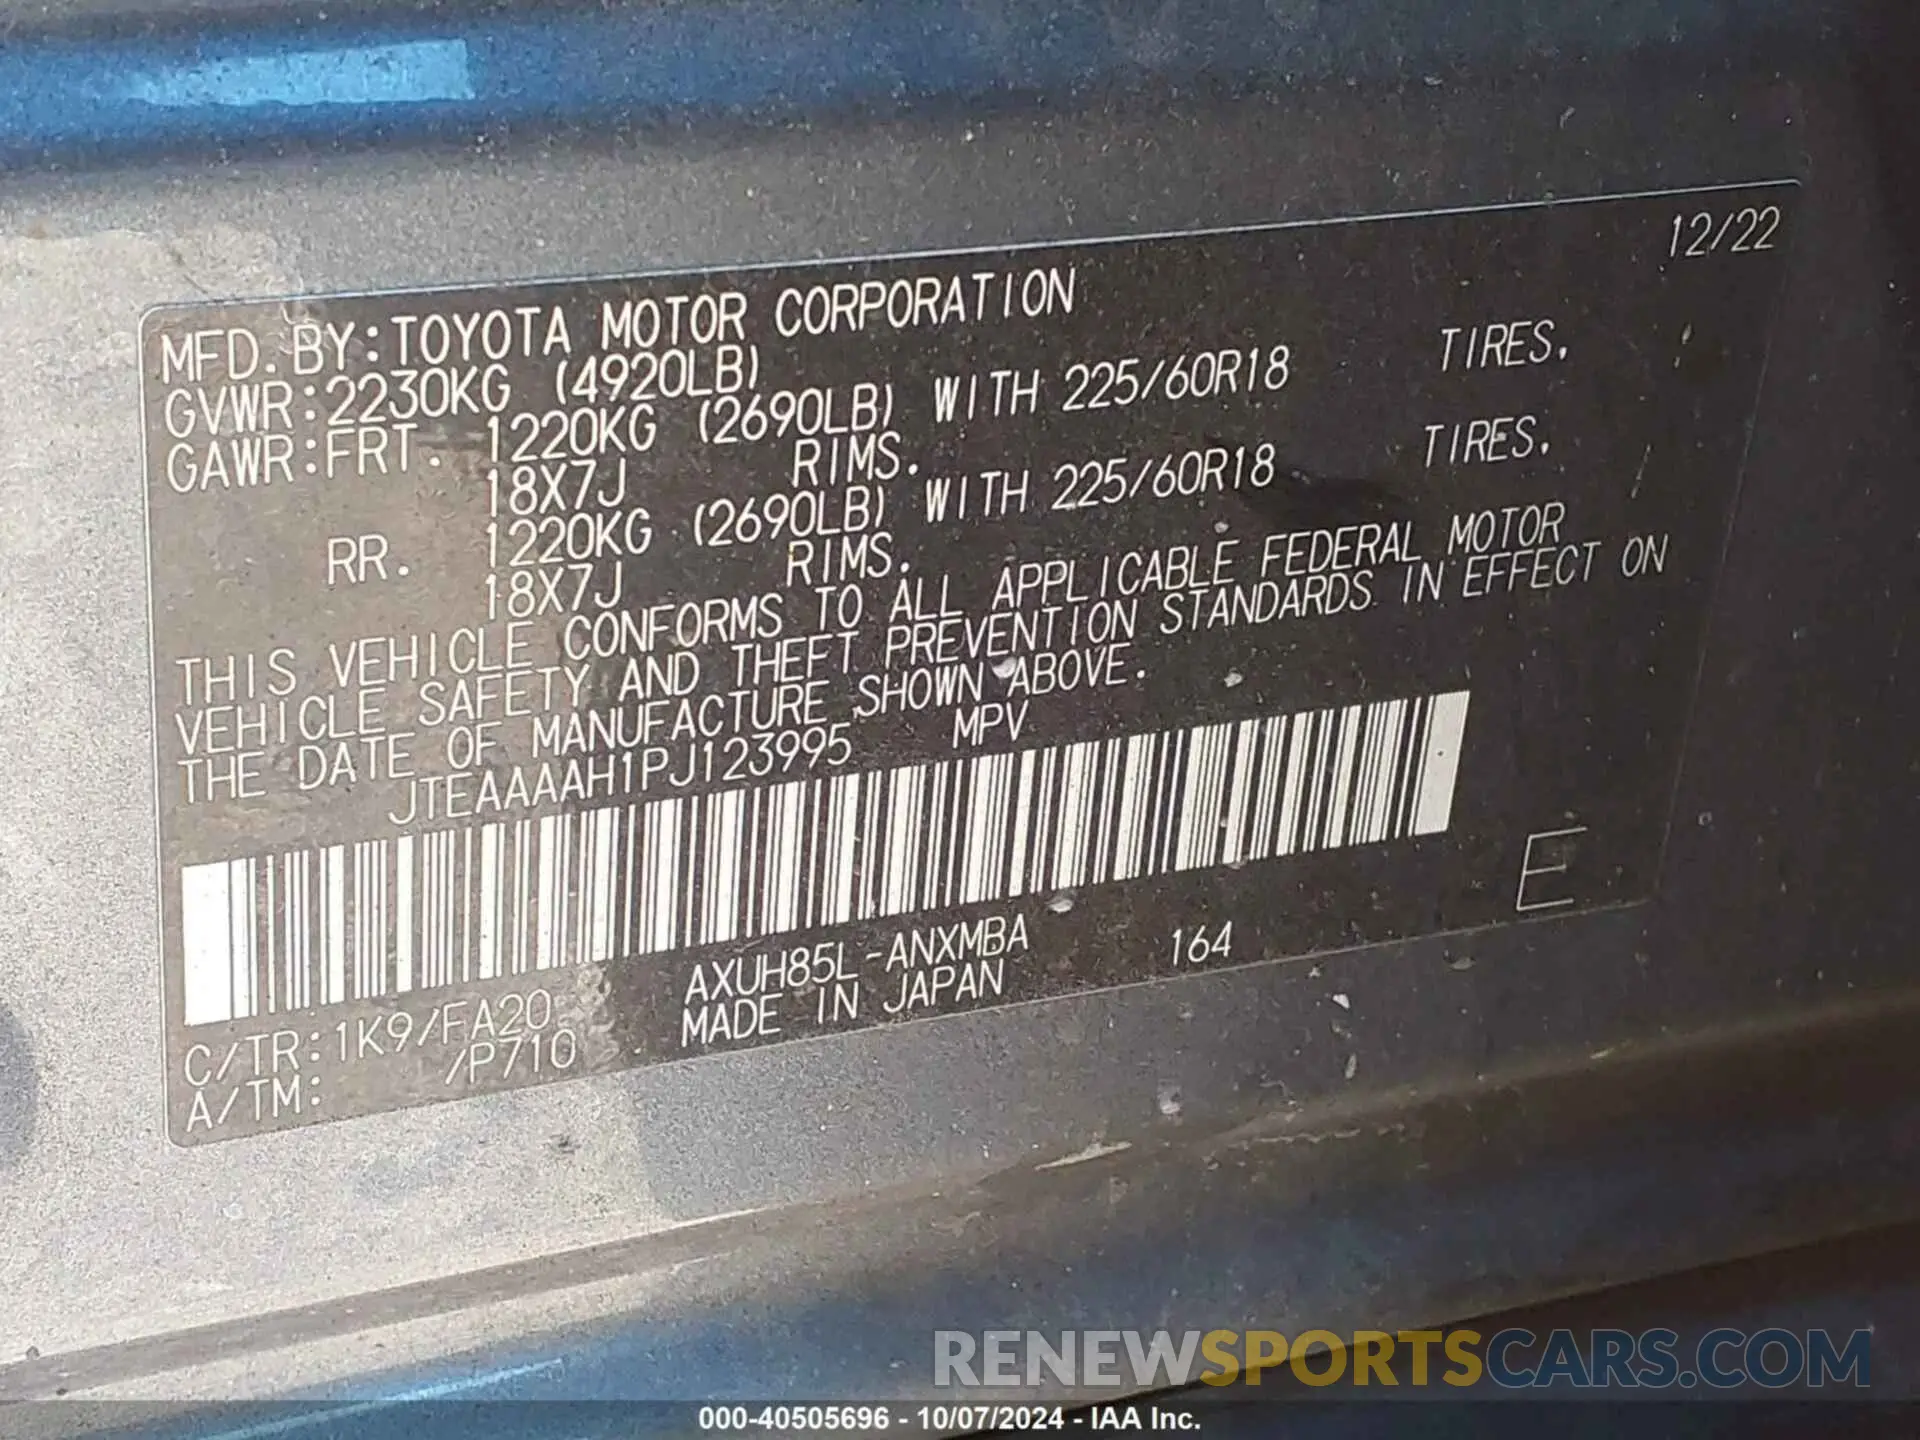 12/22
MFD. BY:TOYOTA MOTOR CORPORATION
GVWR:2230KG (4920LB)
GAWR:FRT. 1220KG (2690LB) WITH 225/60R18 TIRES,
18X7J RIMS.
RR. 1220KG (2690LB) WITH 225/60R18 TIRES,
18X7J RIMS.
THIS VEHICLE CONFORMS TO ALL APPLICABLE FEDERAL MOTOR
VEHICLE SAFETY AND THEFT PREVENTION STANDARDS IN EFFECT ON
THE DATE OF MANUFACTURE SHOWN ABOVE.
JTEAAAAH1PJ123995 MPV
E
AXUH85L-ANXMBA 164
C/TR:1K9/FA20 MADE IN JAPAN
A/TM: /P710
RENEWSPORTSCARS.COM
000-40505696 - 10/07/2024 - IAA Inc.